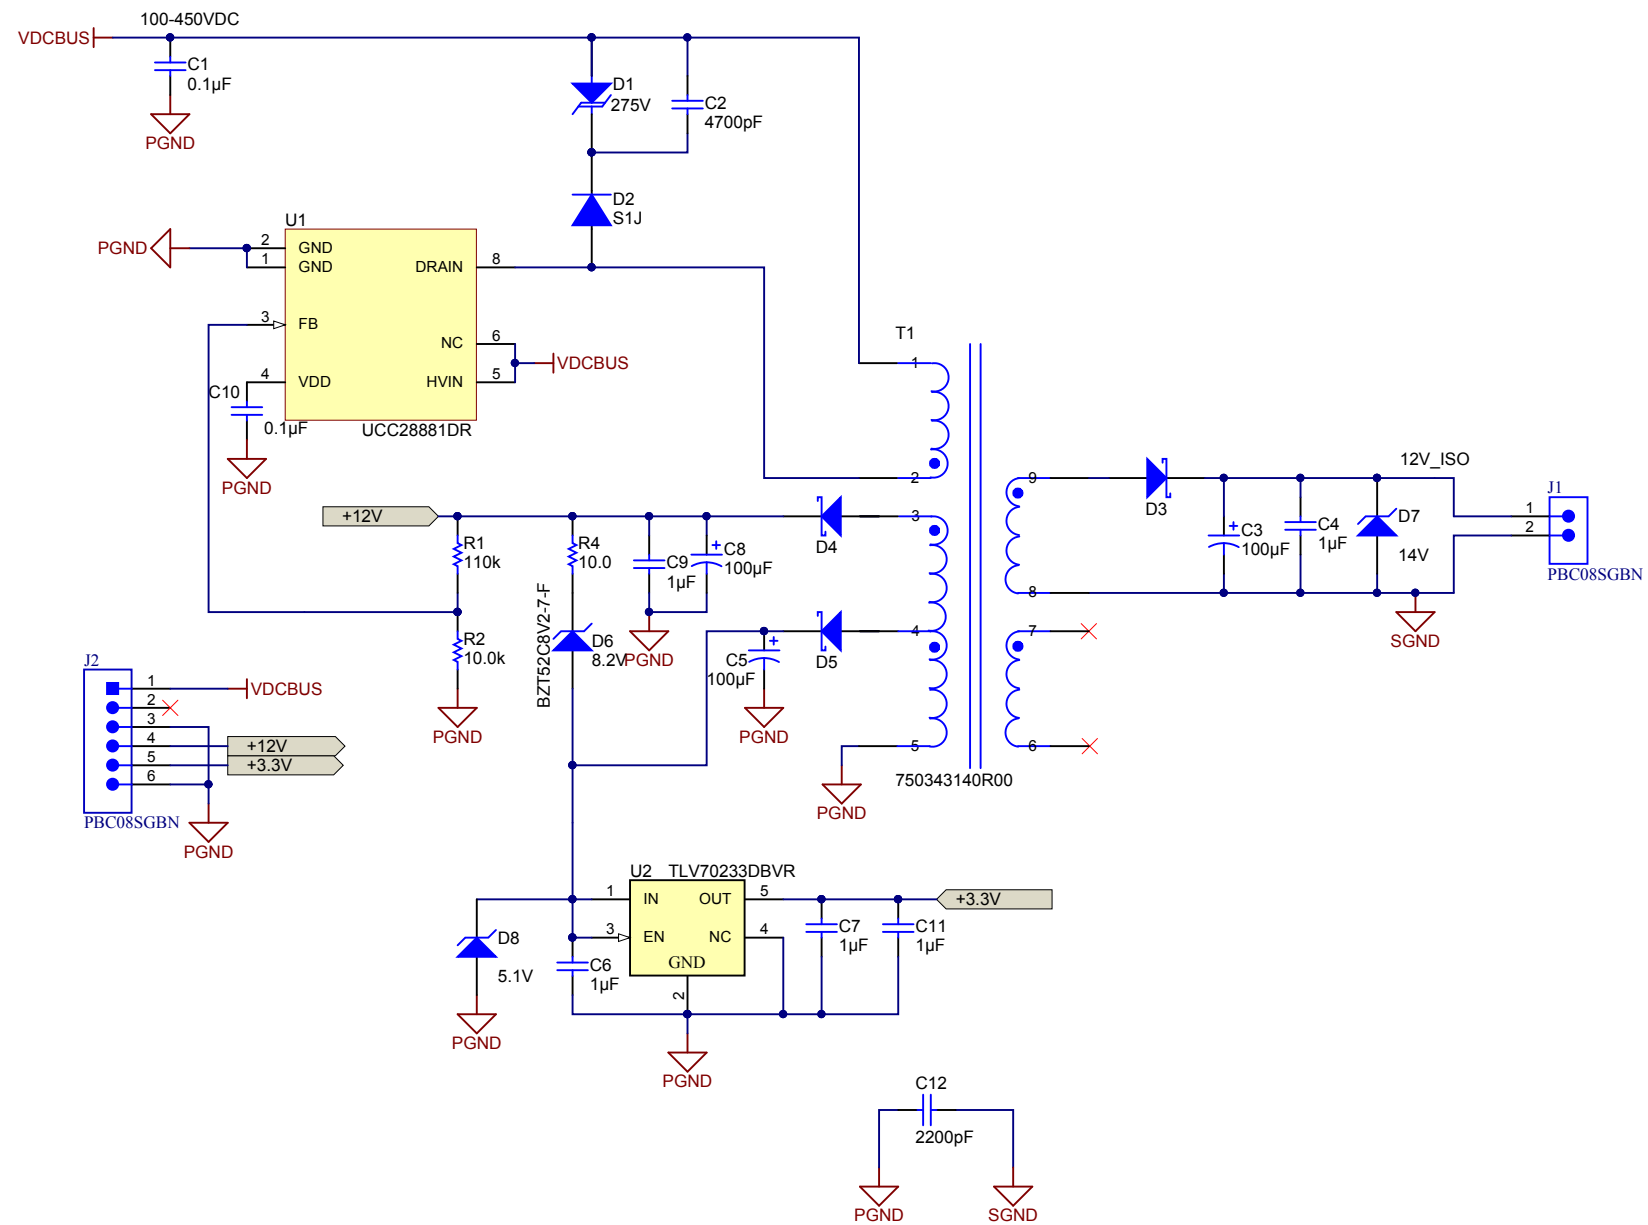 100-450VDC
VDCBUS
C1
0.1µF
PGND
D1
275V
C2
4700pF
D2
S1J
U1
PGND
2
GND
1
GND
DRAIN
8
3
FB
NC
6
VDCBUS
4
VDD
HVIN
5
C10
0.1µF
UCC28881DR
PGND
T1
1
2
+12V
3
R1
110k
R4
10.0
C9
1µF
C8
100µF
D4
BZT52C8V2-7-F
R2
10.0k
D6
8.2V
PGND
C5
100µF
D5
4
PGND
PGND
5
PGND
750343140R00
9
D3
12V_ISO
C3
100µF
C4
1µF
D7
14V
J1
1
2
PBC08SGBN
8
SGND
7
6
J2
1
VDCBUS
2
3
4
+12V
5
+3.3V
6
PBC08SGBN
PGND
U2
TLV70233DBVR
1
IN
OUT
5
+3.3V
3
EN
NC
4
GND
2
D8
5.1V
C6
1µF
C7
1µF
C11
1µF
PGND
PGND
C12
2200pF
PGND
SGND